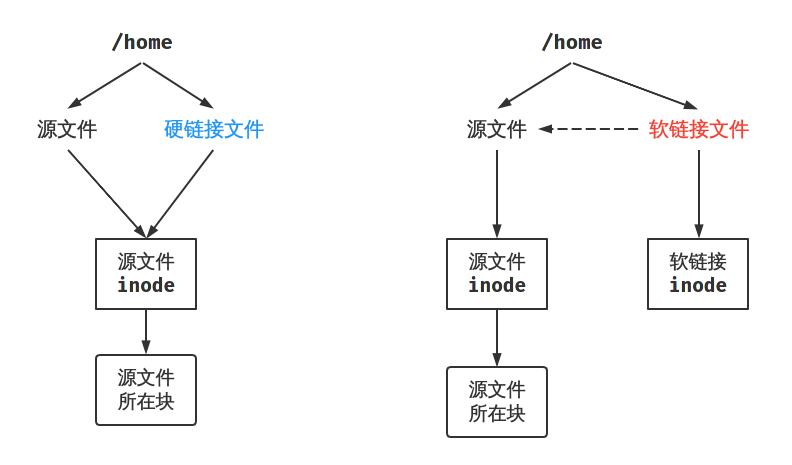 /home
源文件
硬链接文件
源文件
inode
源文件
所在块
/home
源文件
软链接文件
源文件
inode
软链接
inode
源文件
所在块